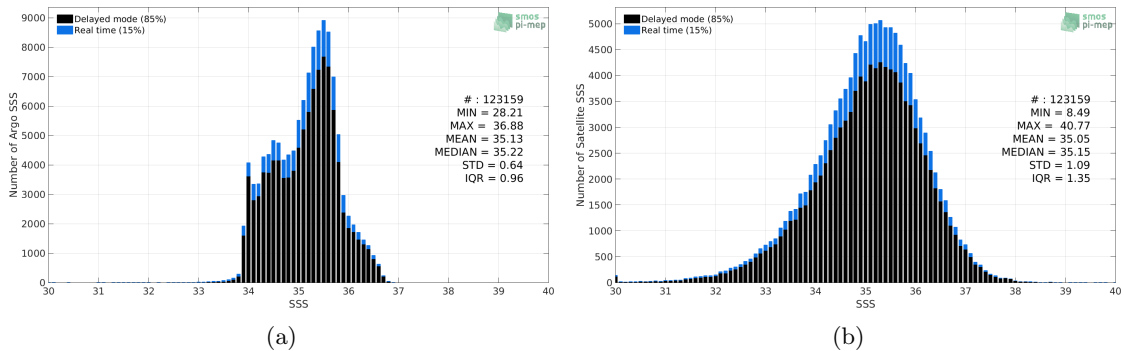 Delayed mode (85%)
Real time (15%)
smos
pi-mep
9000
8000
7000
6000
5000
4000
3000
2000
1000
0
Number of Argo SSS
# : 123159
MIN = 28.21
MAX = 36.88
MEAN = 35.13
MEDIAN = 35.22
STD = 0.64
IQR = 0.96
30 31 32 33 34 35 36 37 38 39 40
SSS
(a)
Delayed mode (85%)
Real time (15%)
smos
pi-mep
5000
4500
4000
3500
3000
2500
2000
1500
1000
500
0
Number of Satellite SSS
# : 123159
MIN = 8.49
MAX = 40.77
MEAN = 35.05
MEDIAN = 35.15
STD = 1.09
IQR = 1.35
30 31 32 33 34 35 36 37 38 39 40
SSS
(b)